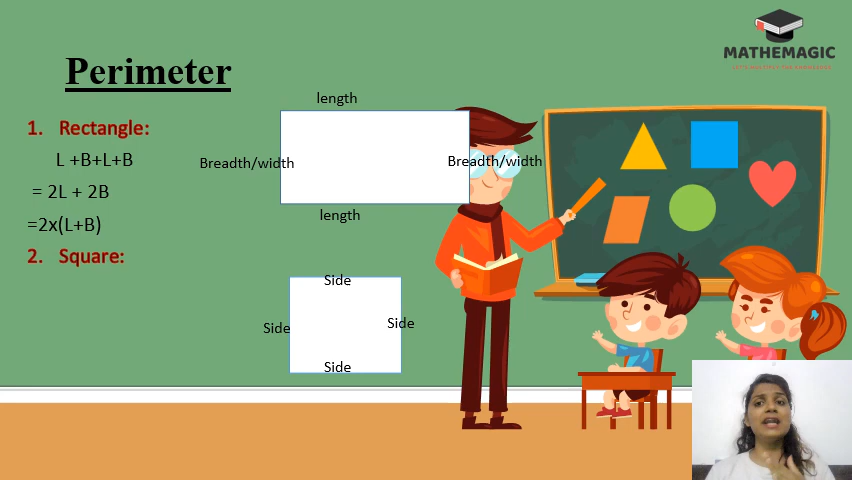 MATHEMAGIC
Perimeter
1. Rectangle:
L +B+L+B
= 2L + 2B
=2x(L+B)
2. Square:
length
Breadth/width
Breadth/width
length
Side
Side
Side
Side